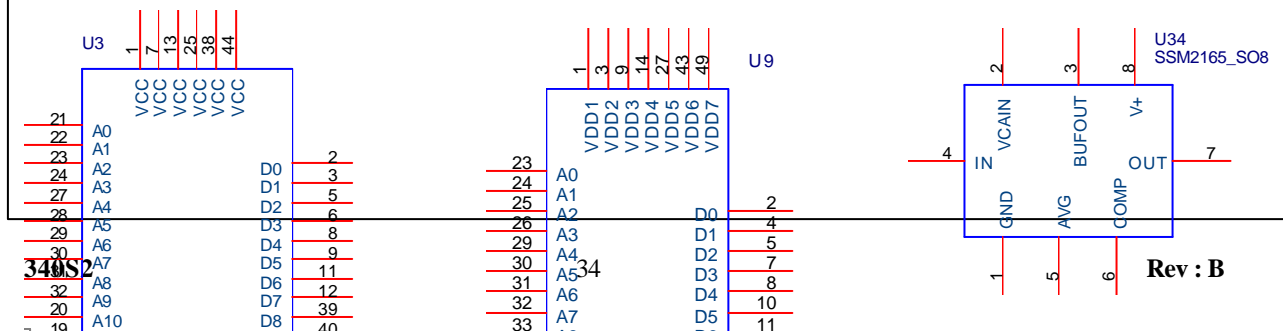 U3
1
7
13
25
38
44
VCC
VCC
VCC
VCC
VCC
VCC
21
A0
22
A1
23
A2
24
A3
27
A4
28
A5
29
A6
30
A7
31
A8
32
A9
20
A10
19
D0
2
D1
3
D2
5
D3
6
D4
8
D5
9
D6
11
D7
12
D8
39
40
340S2
U9
1
3
9
14
27
43
49
VDD1
VDD2
VDD3
VDD4
VDD5
VDD6
VDD7
23
A0
24
A1
25
A2
26
A3
29
A4
30
A5
31
A6
32
A7
33
D0
2
D1
4
D2
5
D3
7
D4
8
D5
10
11
34
U34
SSM2165_SO8
2
3
8
VCAIN
BUFOUT
V+
4
IN
OUT
7
GND
AVG
COMP
1
5
6
Rev : B